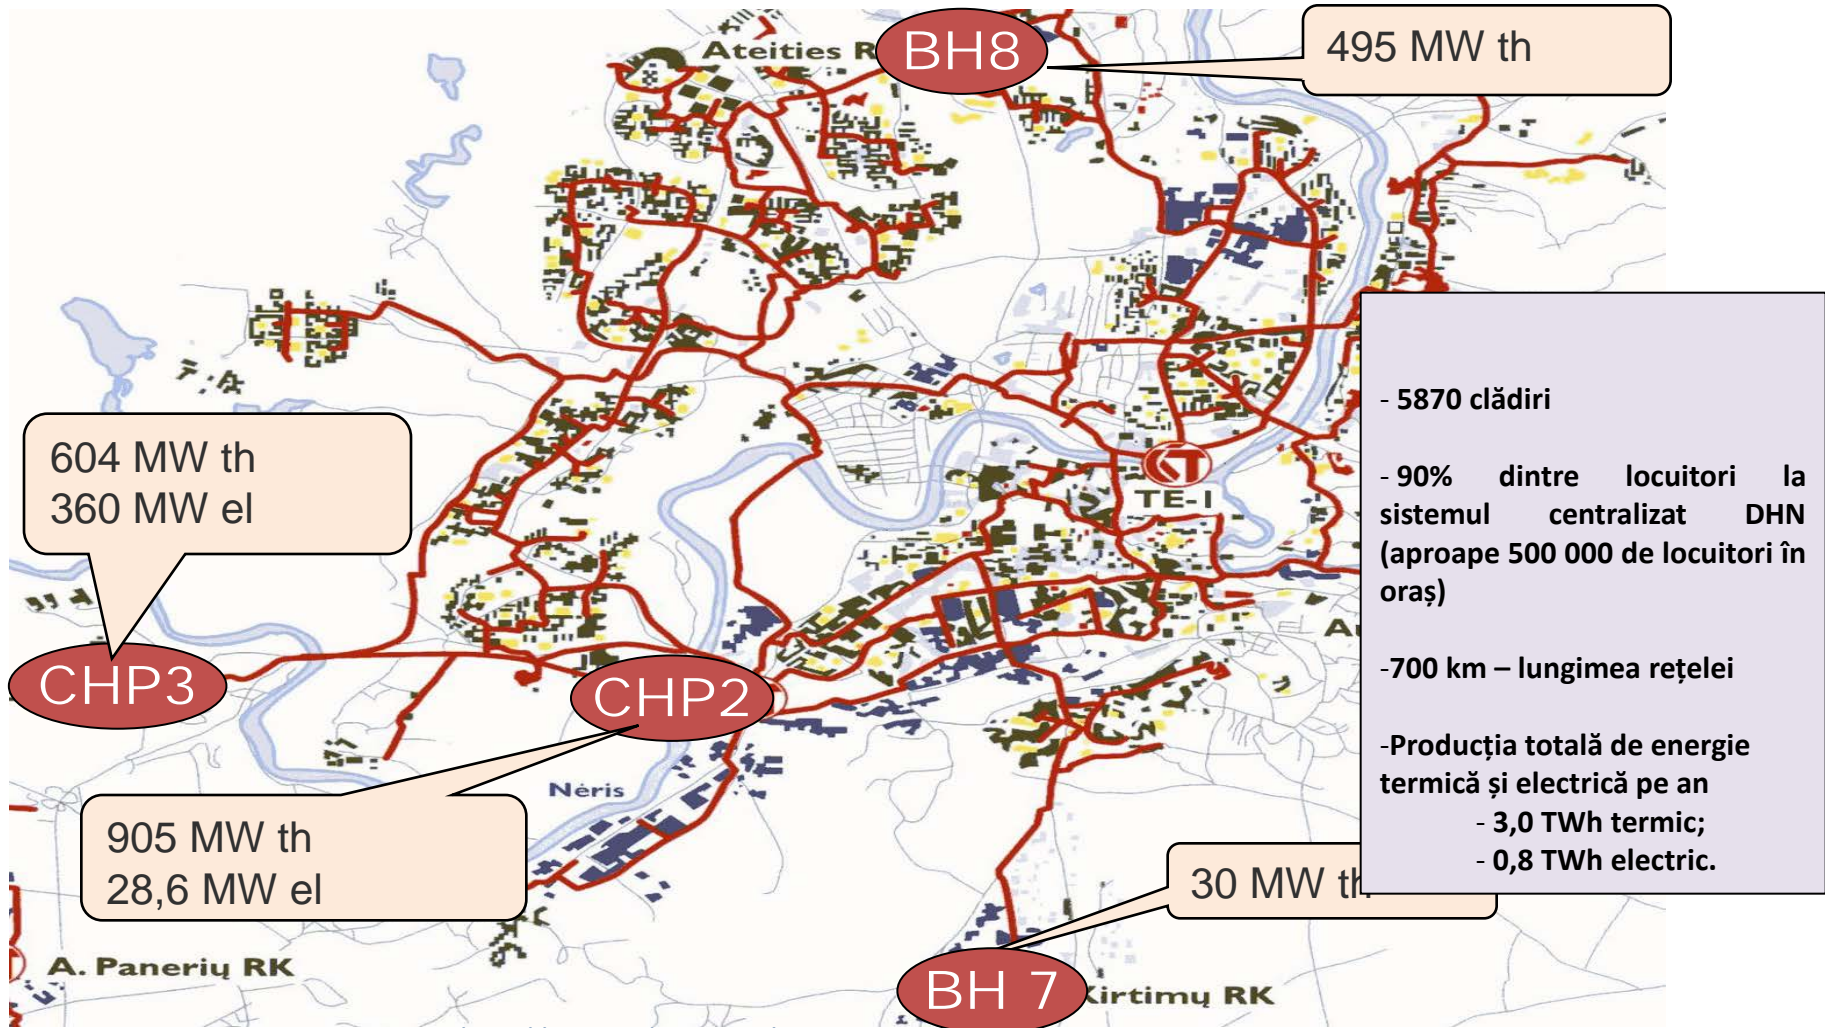 Ateities R
BH8
495 MW th
604 MW th
360 MW el
TE-I
- 5870 clădiri
- 90% dintre locuitori la
sistemul centralizat DHN
(aproape 500 000 de locuitori în
oraș)
-700 km – lungimea rețelei
-Producția totală de energie
termică și electrică pe an
- 3,0 TWh termic;
- 0,8 TWh electric.
CHP3
CHP2
Néris
905 MW th
28,6 MW el
30 MW th
A. Panerių RK
BH 7
Kirtimų RK